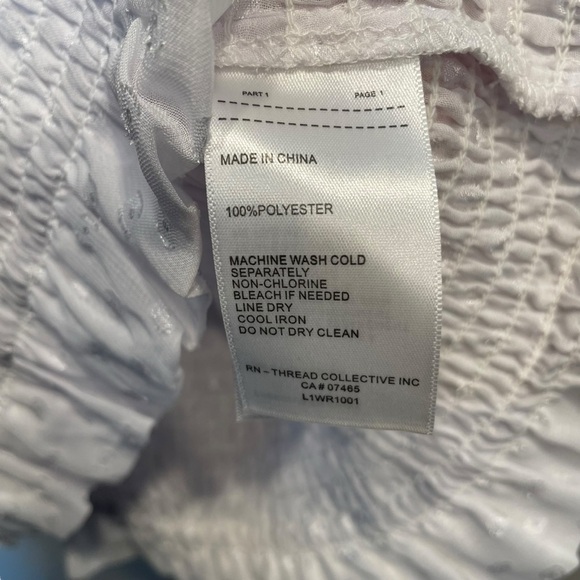 PART 1 PAGE 1
MADE IN CHINA
100%POLYESTER
MACHINE WASH COLD
SEPARATELY
NON-CHLORINE
BLEACH IF NEEDED
LINE DRY
COOL IRON
DO NOT DRY CLEAN
RN – THREAD COLLECTIVE INC
CA# 07465
L1WR1001